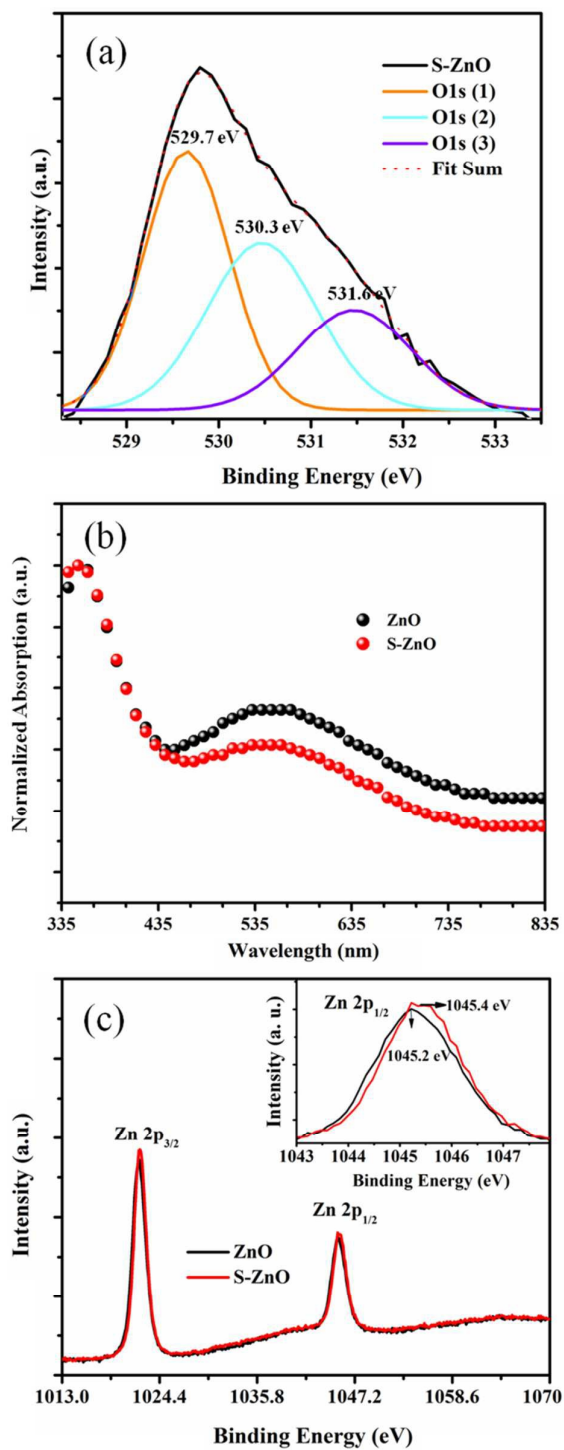 (a)
S-ZnO
O1s (1)
O1s (2)
O1s (3)
Fit Sum
529.7 eV
530.3 eV
531.6 eV
Intensity (a.u.)
529 530 531 532 533
Binding Energy (eV)
(b)
ZnO
S-ZnO
Normalized Absorption (a.u.)
335 435 535 635 735 835
Wavelength (nm)
(c)
Zn 2p1/2
1045.4 eV
1045.2 eV
Intensity (a. u.)
1043 1044 1045 1046 1047
Binding Energy (eV)
Zn 2p3/2
Zn 2p1/2
ZnO
S-ZnO
Intensity (a.u.)
1013.0 1024.4 1035.8 1047.2 1058.6 1070
Binding Energy (eV)